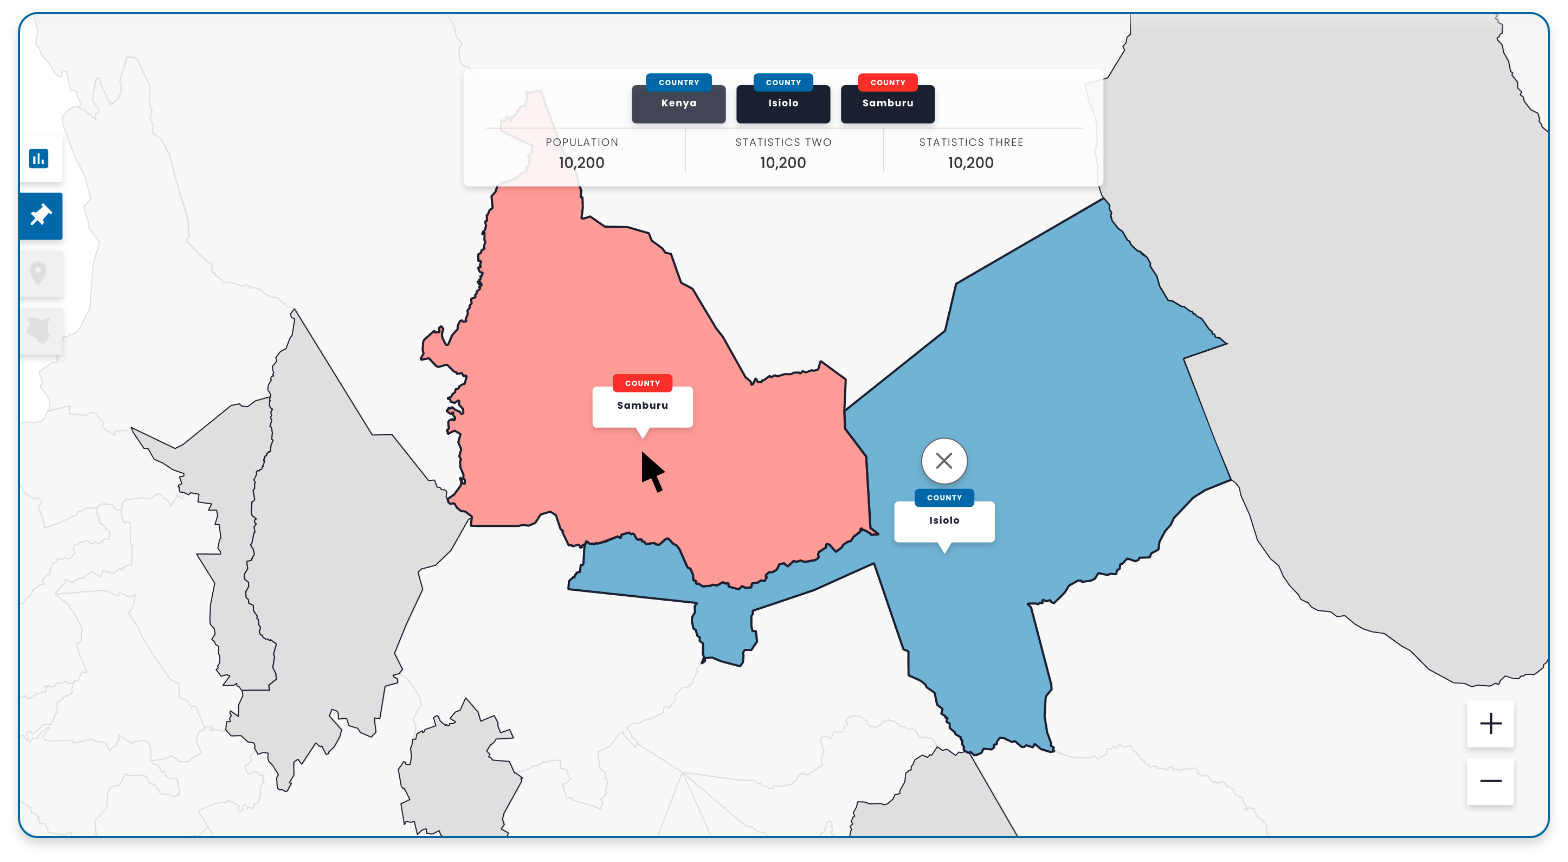 COUNTRY COUNTY COUNTY
Kenya Isiolo Samburu
POPULATION STATISTICS TWO STATISTICS THREE
10,200 10,200 10,200
COUNTY
Samburu
COUNTY
Isiolo